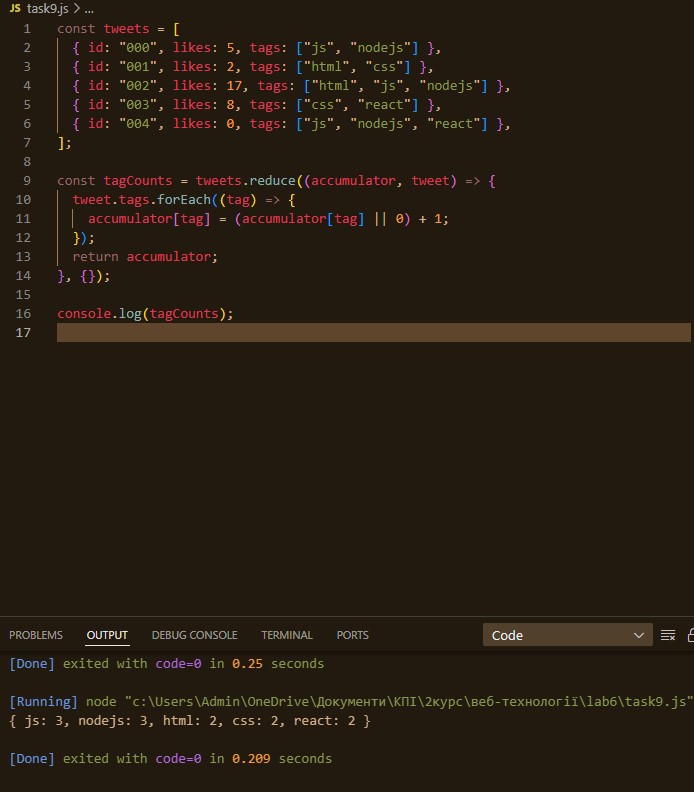 JS task9.js > ...
1 const tweets = [
2 { id: "000", likes: 5, tags: ["js", "nodejs"] },
3 { id: "001", likes: 2, tags: ["html", "css"] },
4 { id: "002", likes: 17, tags: ["html", "js", "nodejs"] },
5 { id: "003", likes: 8, tags: ["css", "react"] },
6 { id: "004", likes: 0, tags: ["js", "nodejs", "react"] },
7 ];
8
9 const tagCounts = tweets.reduce((accumulator, tweet) => {
10 tweet.tags.forEach((tag) => {
11 accumulator[tag] = (accumulator[tag] || 0) + 1;
12 });
13 return accumulator;
14 }, {});
15
16 console.log(tagCounts);
17
PROBLEMS OUTPUT DEBUG CONSOLE TERMINAL PORTS Code
[Done] exited with code=0 in 0.25 seconds
[Running] node "c:\Users\Admin\OneDrive\Документи\КПІ\2курс\веб-технології\lab6\task9.js"
{ js: 3, nodejs: 3, html: 2, css: 2, react: 2 }
[Done] exited with code=0 in 0.209 seconds